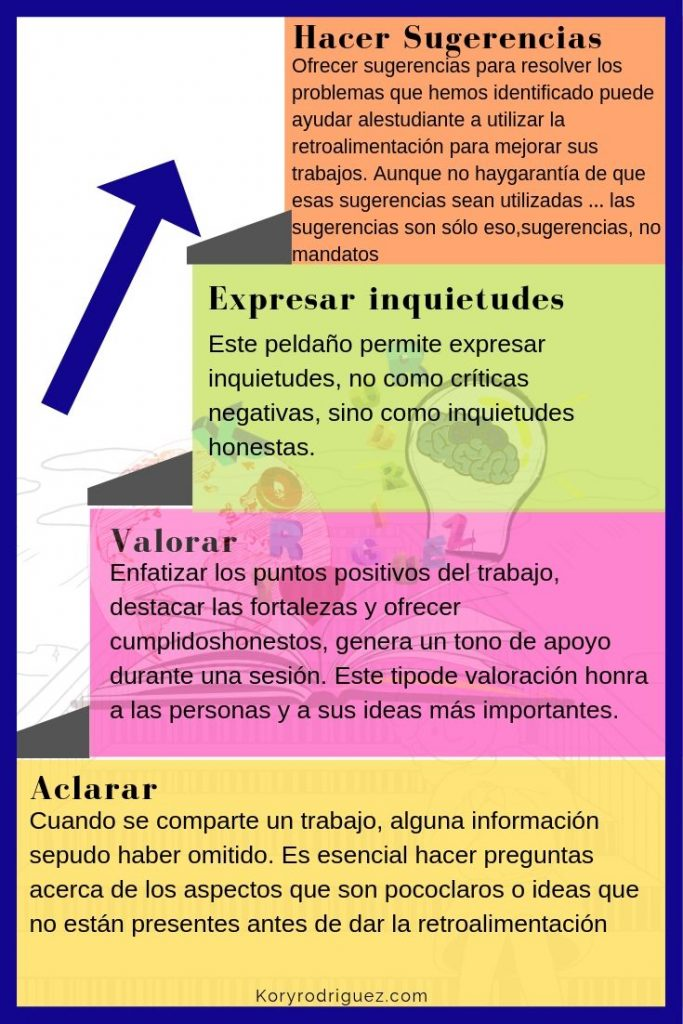 Hacer Sugerencias
Ofrecer sugerencias para resolver los
problemas que hemos identificado puede
ayudar alestudiante a utilizar la
retroalimentación para mejorar sus
trabajos. Aunque no haygarantía de que
esas sugerencias sean utilizadas ... las
sugerencias son sólo eso,sugerencias, no
mandatos
Expresar inquietudes
Este peldaño permite expresar
inquietudes, no como críticas
negativas, sino como inquietudes
honestas.
Valorar
Enfatizar los puntos positivos del trabajo,
destacar las fortalezas y ofrecer
cumplidoshonestos, genera un tono de apoyo
durante una sesión. Este tipode valoración honra
a las personas y a sus ideas más importantes.
Aclarar
Cuando se comparte un trabajo, alguna información
sepudo haber omitido. Es esencial hacer preguntas
acerca de los aspectos que son pococlaros o ideas que
no están presentes antes de dar la retroalimentación
Koryrodriguez.com